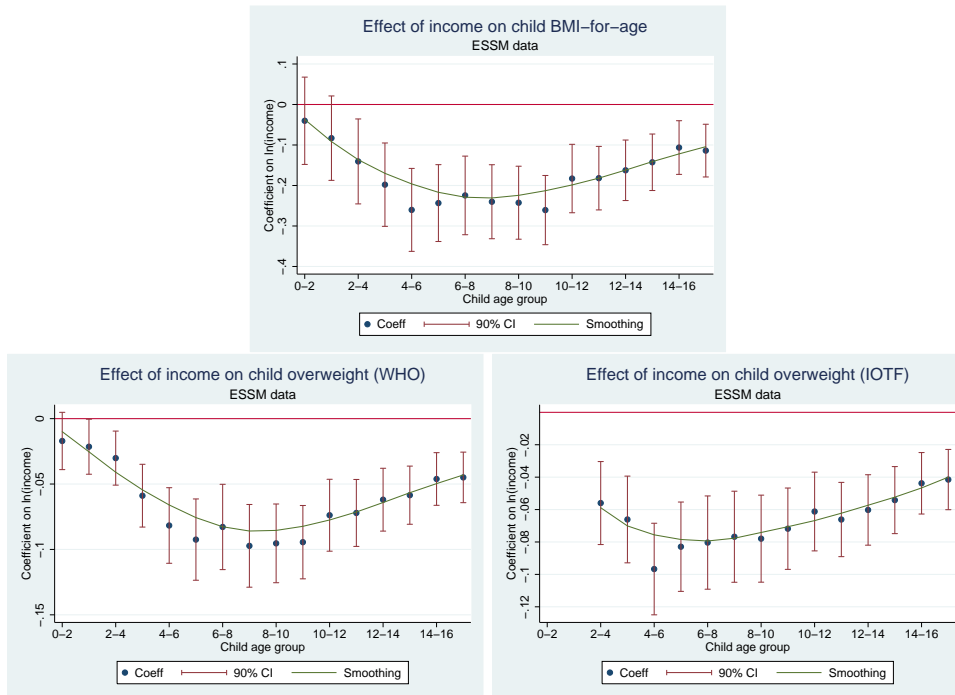 Effect of income on child BMI−for−age
ESSM data
Coefficient on ln(income)
.1
0
−.1
−.2
−.3
−.4
0−2 2−4 4−6 6−8 8−10 10−12 12−14 14−16
Child age group
Coeff 90% CI Smoothing
Effect of income on child overweight (WHO)
ESSM data
Coefficient on ln(income)
0
−.05
−.1
−.15
0−2 2−4 4−6 6−8 8−10 10−12 12−14 14−16
Child age group
Coeff 90% CI Smoothing
Effect of income on child overweight (IOTF)
ESSM data
Coefficient on ln(income)
−.02
−.04
−.06
−.08
−.1
−.12
0−2 2−4 4−6 6−8 8−10 10−12 12−14 14−16
Child age group
Coeff 90% CI Smoothing